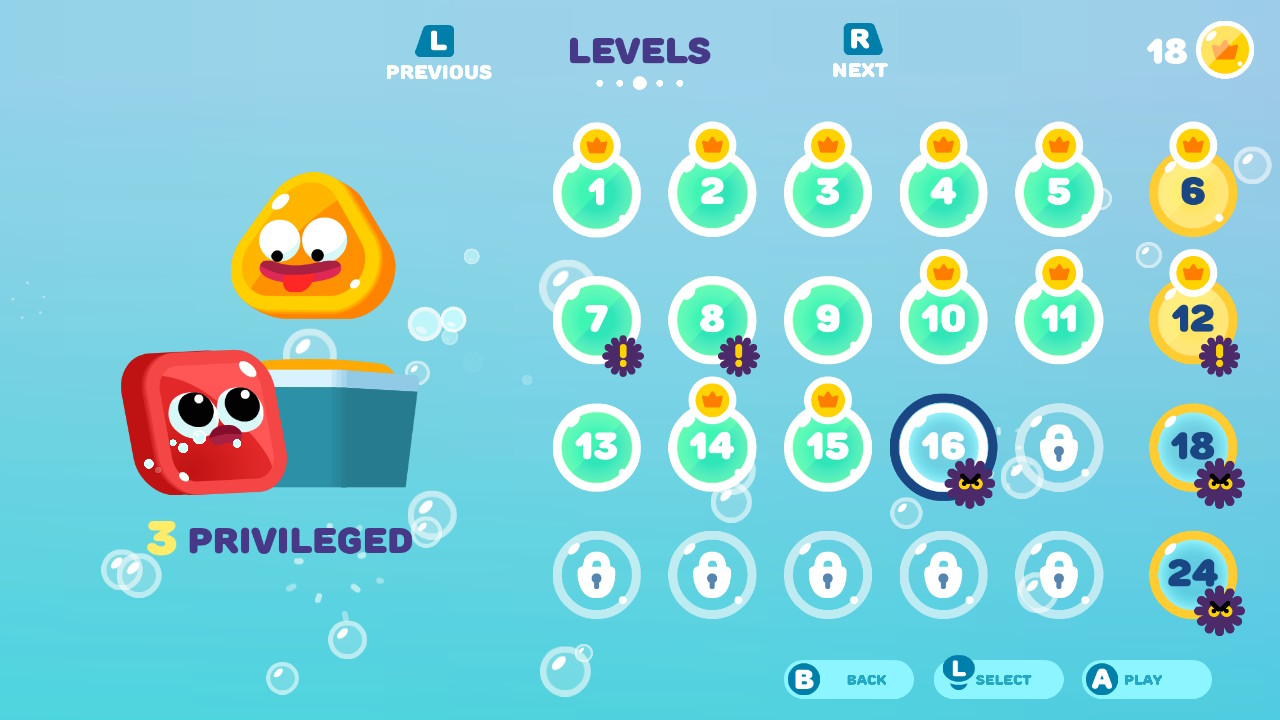 L
PREVIOUS
LEVELS
R
NEXT
18
1 2 3 4 5 6
7 8 9 10 11 12
13 14 15 16 18
24
3 PRIVILEGED
B BACK
L SELECT
A PLAY